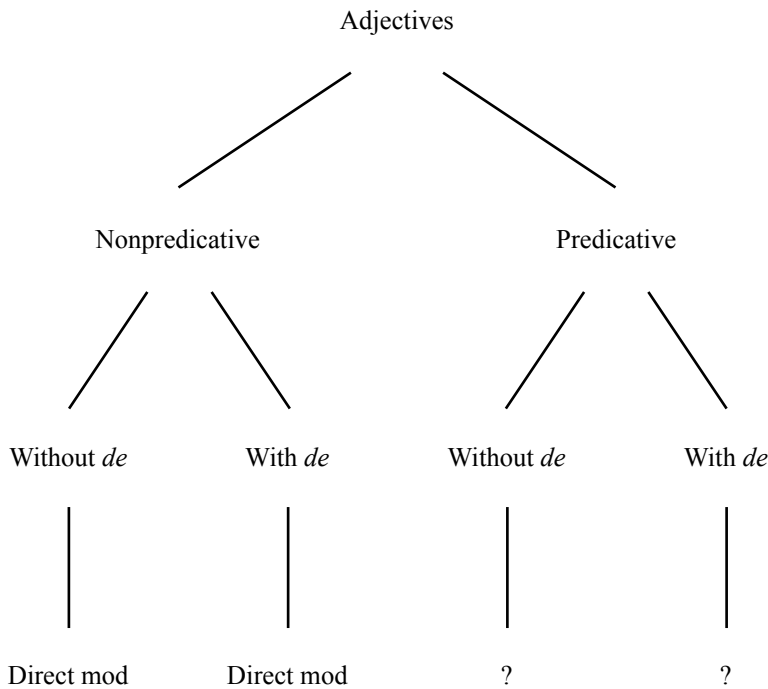 Adjectives
Nonpredicative Predicative
Without de With de Without de With de
Direct mod Direct mod ? ?